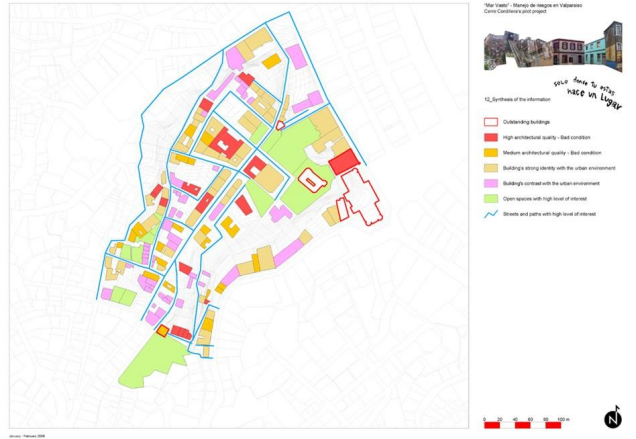 "Mar Vasto" - Manejo de riesgos en Valparaíso
Cerro Cordillera's pilot project
solo donde tú estás
nace un Lugar
12_Synthesis of the information
Outstanding buildings
High architectural quality - Bad condition
Medium architectural quality - Bad condition
Building's strong identity with the urban environment
Building's contrast with the urban environment
Open spaces with high level of interest
Streets and paths with high level of interest
0 20 40 60 80 100 m
N
January - February 2008